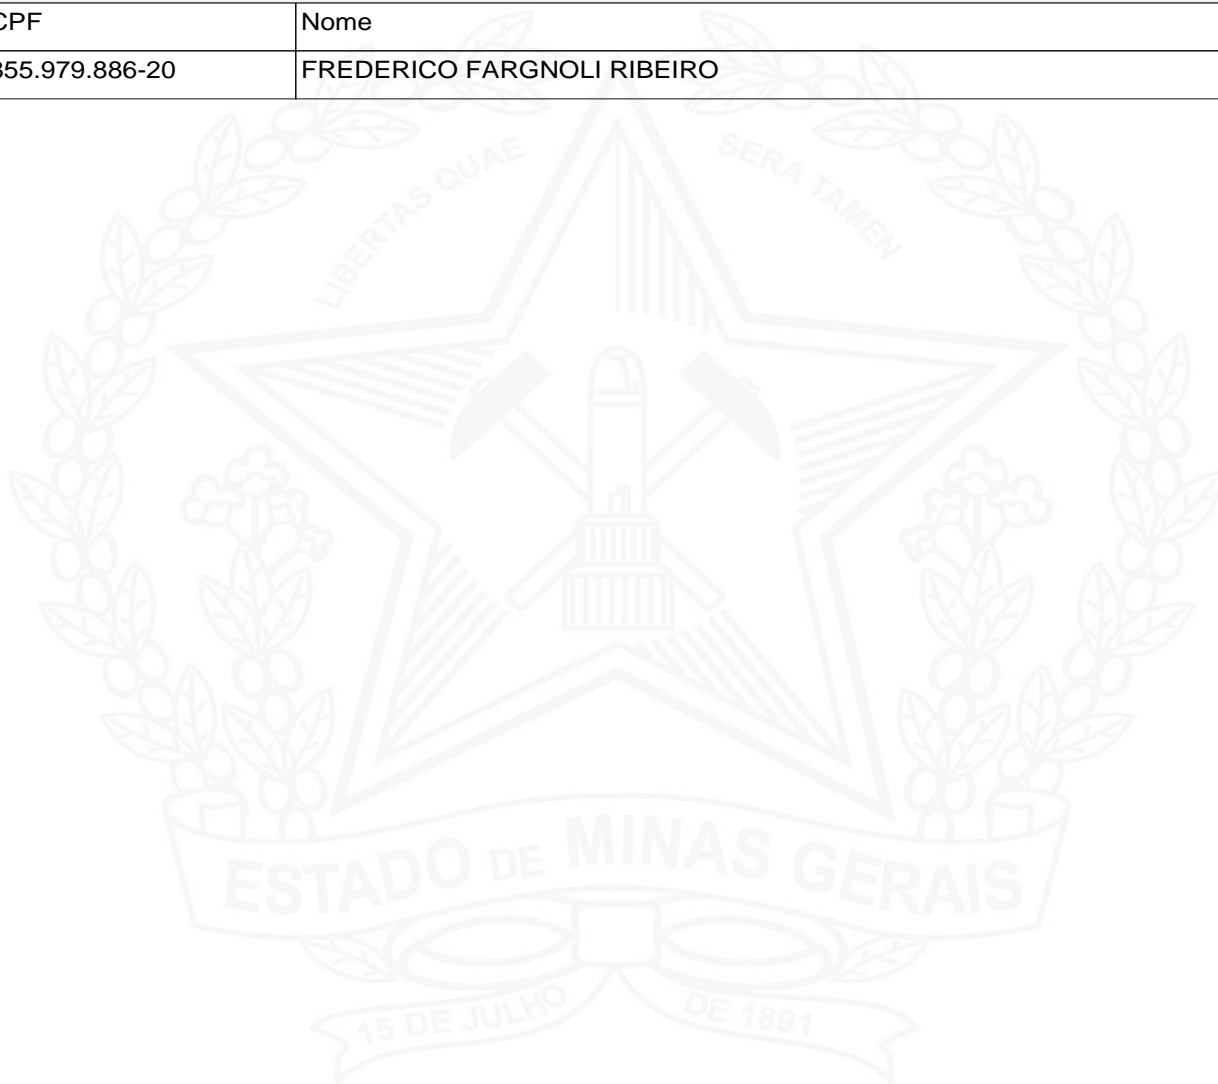 CPF Nome
855.979.886-20 FREDERICO FARGNOLI RIBEIRO
LIBERTAS QUAE SERA TAMEN
ESTADO DE MINAS GERAIS
15 DE JULHO DE 1891